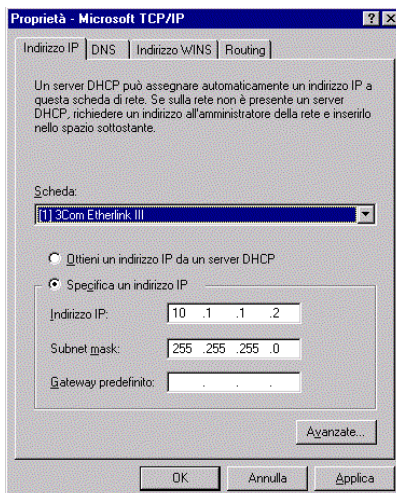 Proprietà - Microsoft TCP/IP
Indirizzo IP DNS Indirizzo WINS Routing
Un server DHCP può assegnare automaticamente un indirizzo IP a
questa scheda di rete. Se sulla rete non è presente un server
DHCP, richiedere un indirizzo all'amministratore della rete e inserirlo
nello spazio sottostante.
Scheda:
[1] 3Com Etherlink III
Ottieni un indirizzo IP da un server DHCP
Specifica un indirizzo IP
Indirizzo IP: 10 .1 .1 .2
Subnet mask: 255 .255 .255 .0
Gateway predefinito: . . .
Avanzate...
OK Annulla Applica